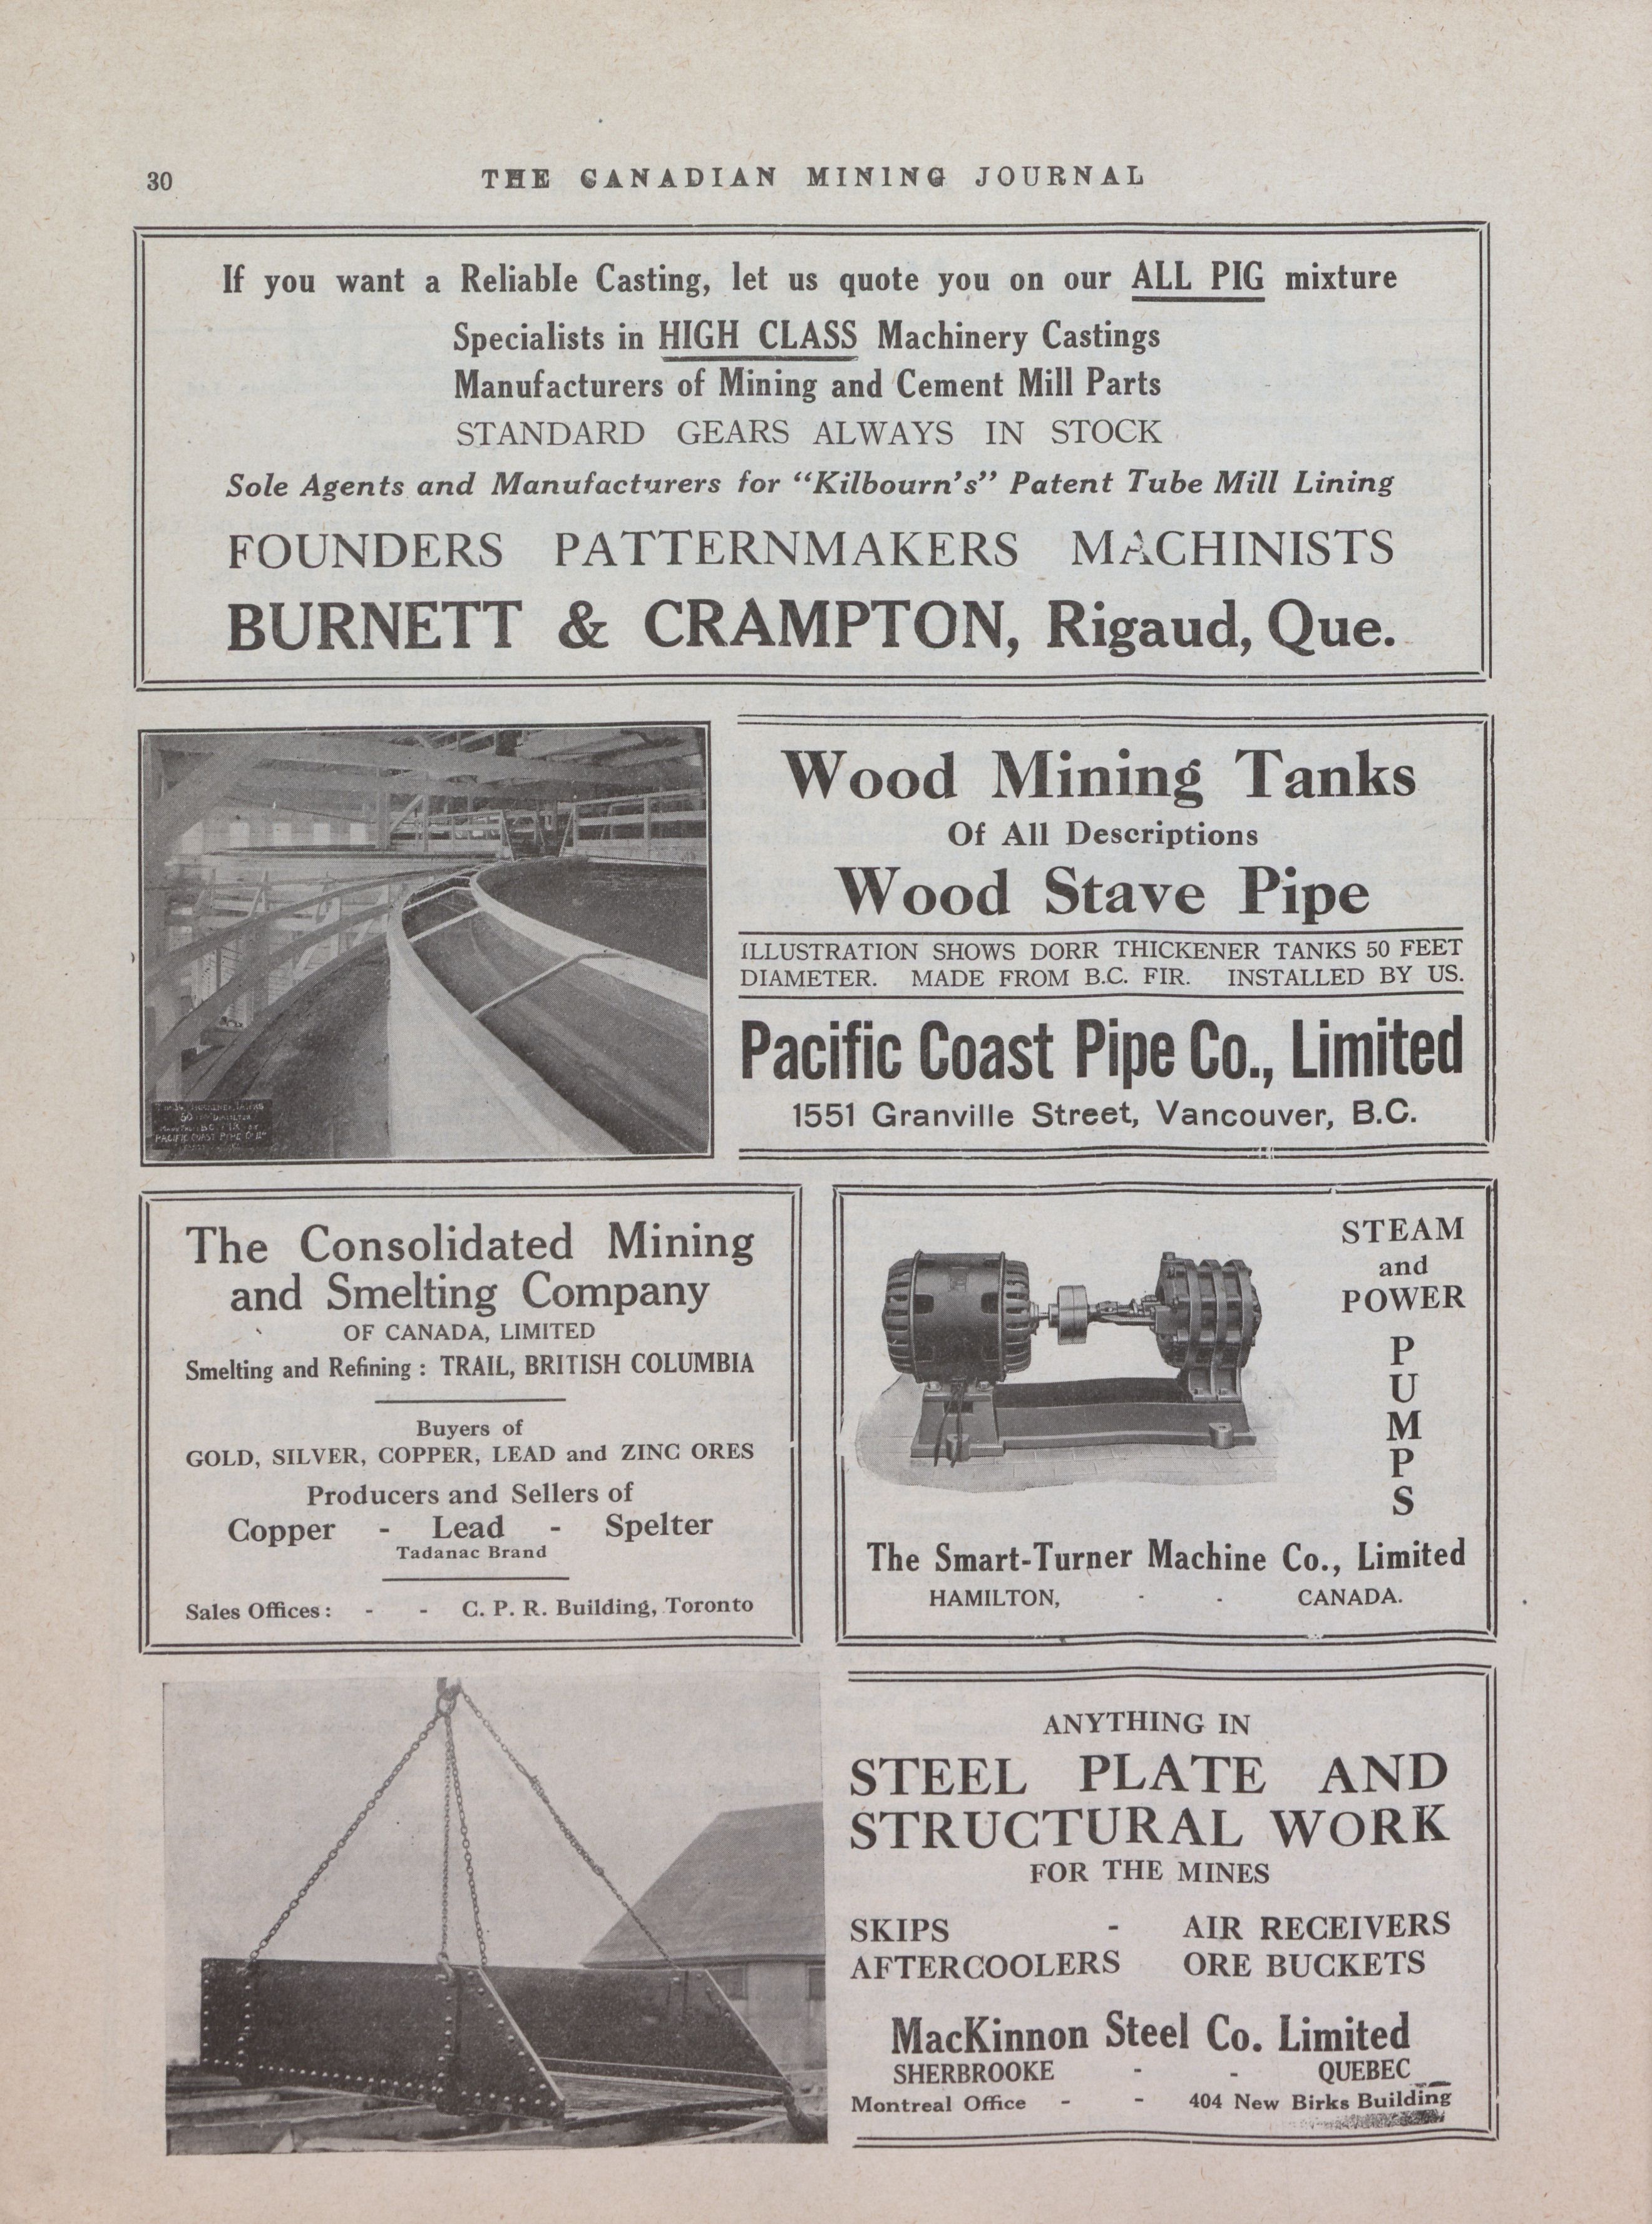 30
THE CANADIAN MINING JOURNAL
If you want a Reliable Casting, let us quote you on our ALL PIG mixture
Specialists in HIGH CLASS Machinery Castings
Manufacturers of Mining and Cement Mill Parts
STANDARD GEARS ALWAYS IN STOCK
Sole Agents and Manufacturers for "Kilbourn's" Patent Tube Mill Lining
FOUNDERS PATTERNMAKERS MACHINISTS
BURNETT & CRAMPTON, Rigaud, Que.
50
PACIFIC COAST PIPE Co
Wood Mining Tanks
Of All Descriptions
Wood Stave Pipe
ILLUSTRATION SHOWS DORR THICKENER TANKS 50 FEET
DIAMETER. MADE FROM B.C. FIR. INSTALLED BY US.
Pacific Coast Pipe Co., Limited
1551 Granville Street, Vancouver, B.C.
The Consolidated Mining
and Smelting Company
OF CANADA, LIMITED
Smelting and Refining : TRAIL, BRITISH COLUMBIA
Buyers of
GOLD, SILVER, COPPER, LEAD and ZINC ORES
Producers and Sellers of
Copper - Lead - Spelter
Tadanac Brand
Sales Offices: - - C. P. R. Building, Toronto
STEAM
and
POWER
P
U
M
P
S
The Smart-Turner Machine Co., Limited
HAMILTON, - - CANADA.
ANYTHING IN
STEEL PLATE AND
STRUCTURAL WORK
FOR THE MINES
SKIPS - AIR RECEIVERS
AFTERCOOLERS ORE BUCKETS
MacKinnon Steel Co. Limited
SHERBROOKE - - QUEBEC
Montreal Office - - 404 New Birks Building